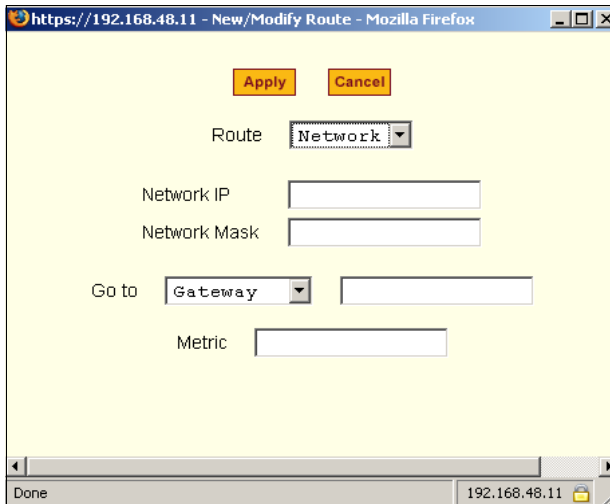 https://192.168.48.11 - New/Modify Route - Mozilla Firefox
Apply Cancel
Route Network
Network IP
Network Mask
Go to Gateway
Metric
Done 192.168.48.11